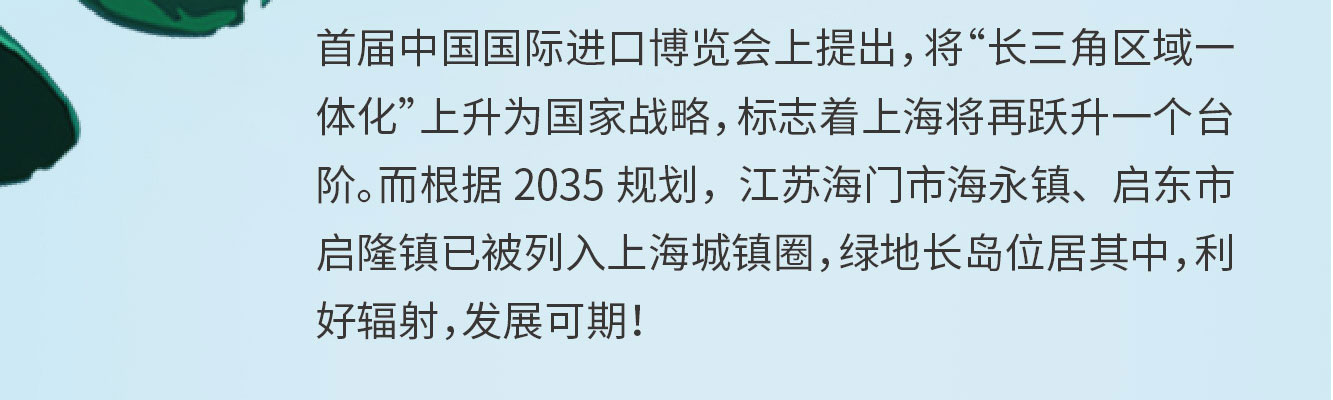 首届中国国际进口博览会上提出，将“长三角区域一
体化”上升为国家战略，标志着上海将再跃升一个台
阶。而根据 2035 规划，江苏海门市海永镇、启东市
启隆镇已被列入上海城镇圈，绿地长岛位居其中，利
好辐射，发展可期！